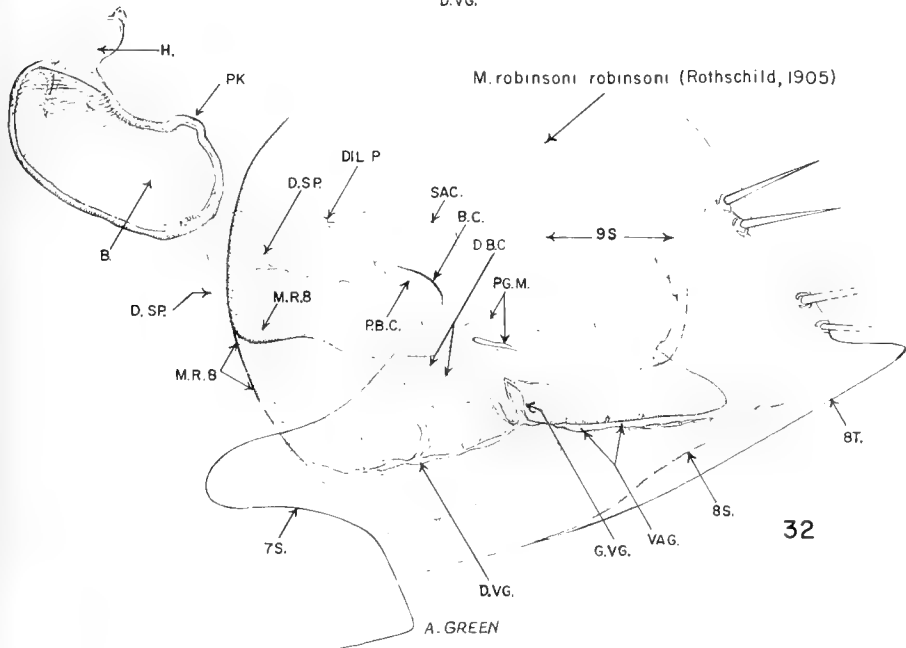 D.VG.
H.
PK
M. robinsoni robinsoni (Rothschild, 1905)
DIL P
D.SP.
SAC.
B.C.
D B.C
9S
B.
PG.M.
D. SP.
M.R.8
P.B.C.
M.R.8
8T.
8S.
32
7S.
G.VG.
VAG.
D.VG.
A. GREEN